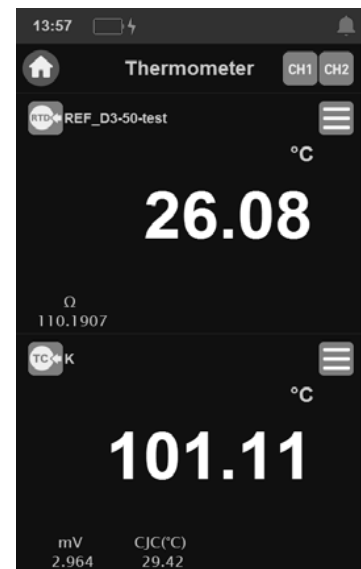 13:57
Thermometer CH1 CH2
RTD REF_D3-50-test
°C
26.08
Ω
110.1907
TC K
°C
101.11
mV CJC(°C)
2.964 29.42